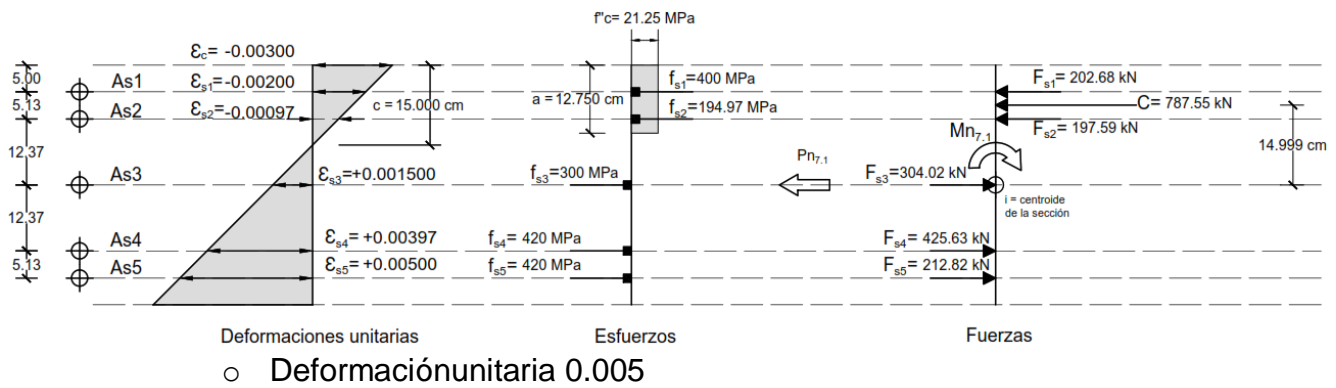 f"c= 21.25 MPa
Ɛc= -0.00300
5.00
As1
Ɛs1=-0.00200
fs1=400 MPa
Fs1= 202.68 kN
5.13
c = 15.000 cm
a = 12.750 cm
C= 787.55 kN
As2
Ɛs2=-0.00097
fs2=194.97 MPa
Fs2= 197.59 kN
Mn7.1
14.999 cm
12.37
Pn7.1
As3
Ɛs3=+0.001500
fs3=300 MPa
Fs3=304.02 kN
i = centroide
de la sección
12.37
As4
Ɛs4= +0.00397
fs4= 420 MPa
Fs4= 425.63 kN
5.13
As5
Ɛs5= +0.00500
fs5= 420 MPa
Fs5= 212.82 kN
Deformaciones unitarias
Esfuerzos
Fuerzas
○ Deformaciónunitaria 0.005